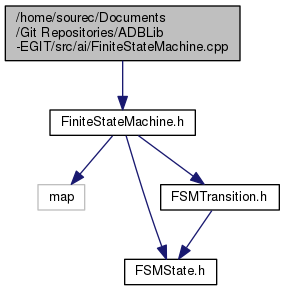 /home/sourec/Documents
/Git Repositories/ADBLib
-EGIT/src/ai/FiniteStateMachine.cpp
FiniteStateMachine.h
map
FSMTransition.h
FSMState.h